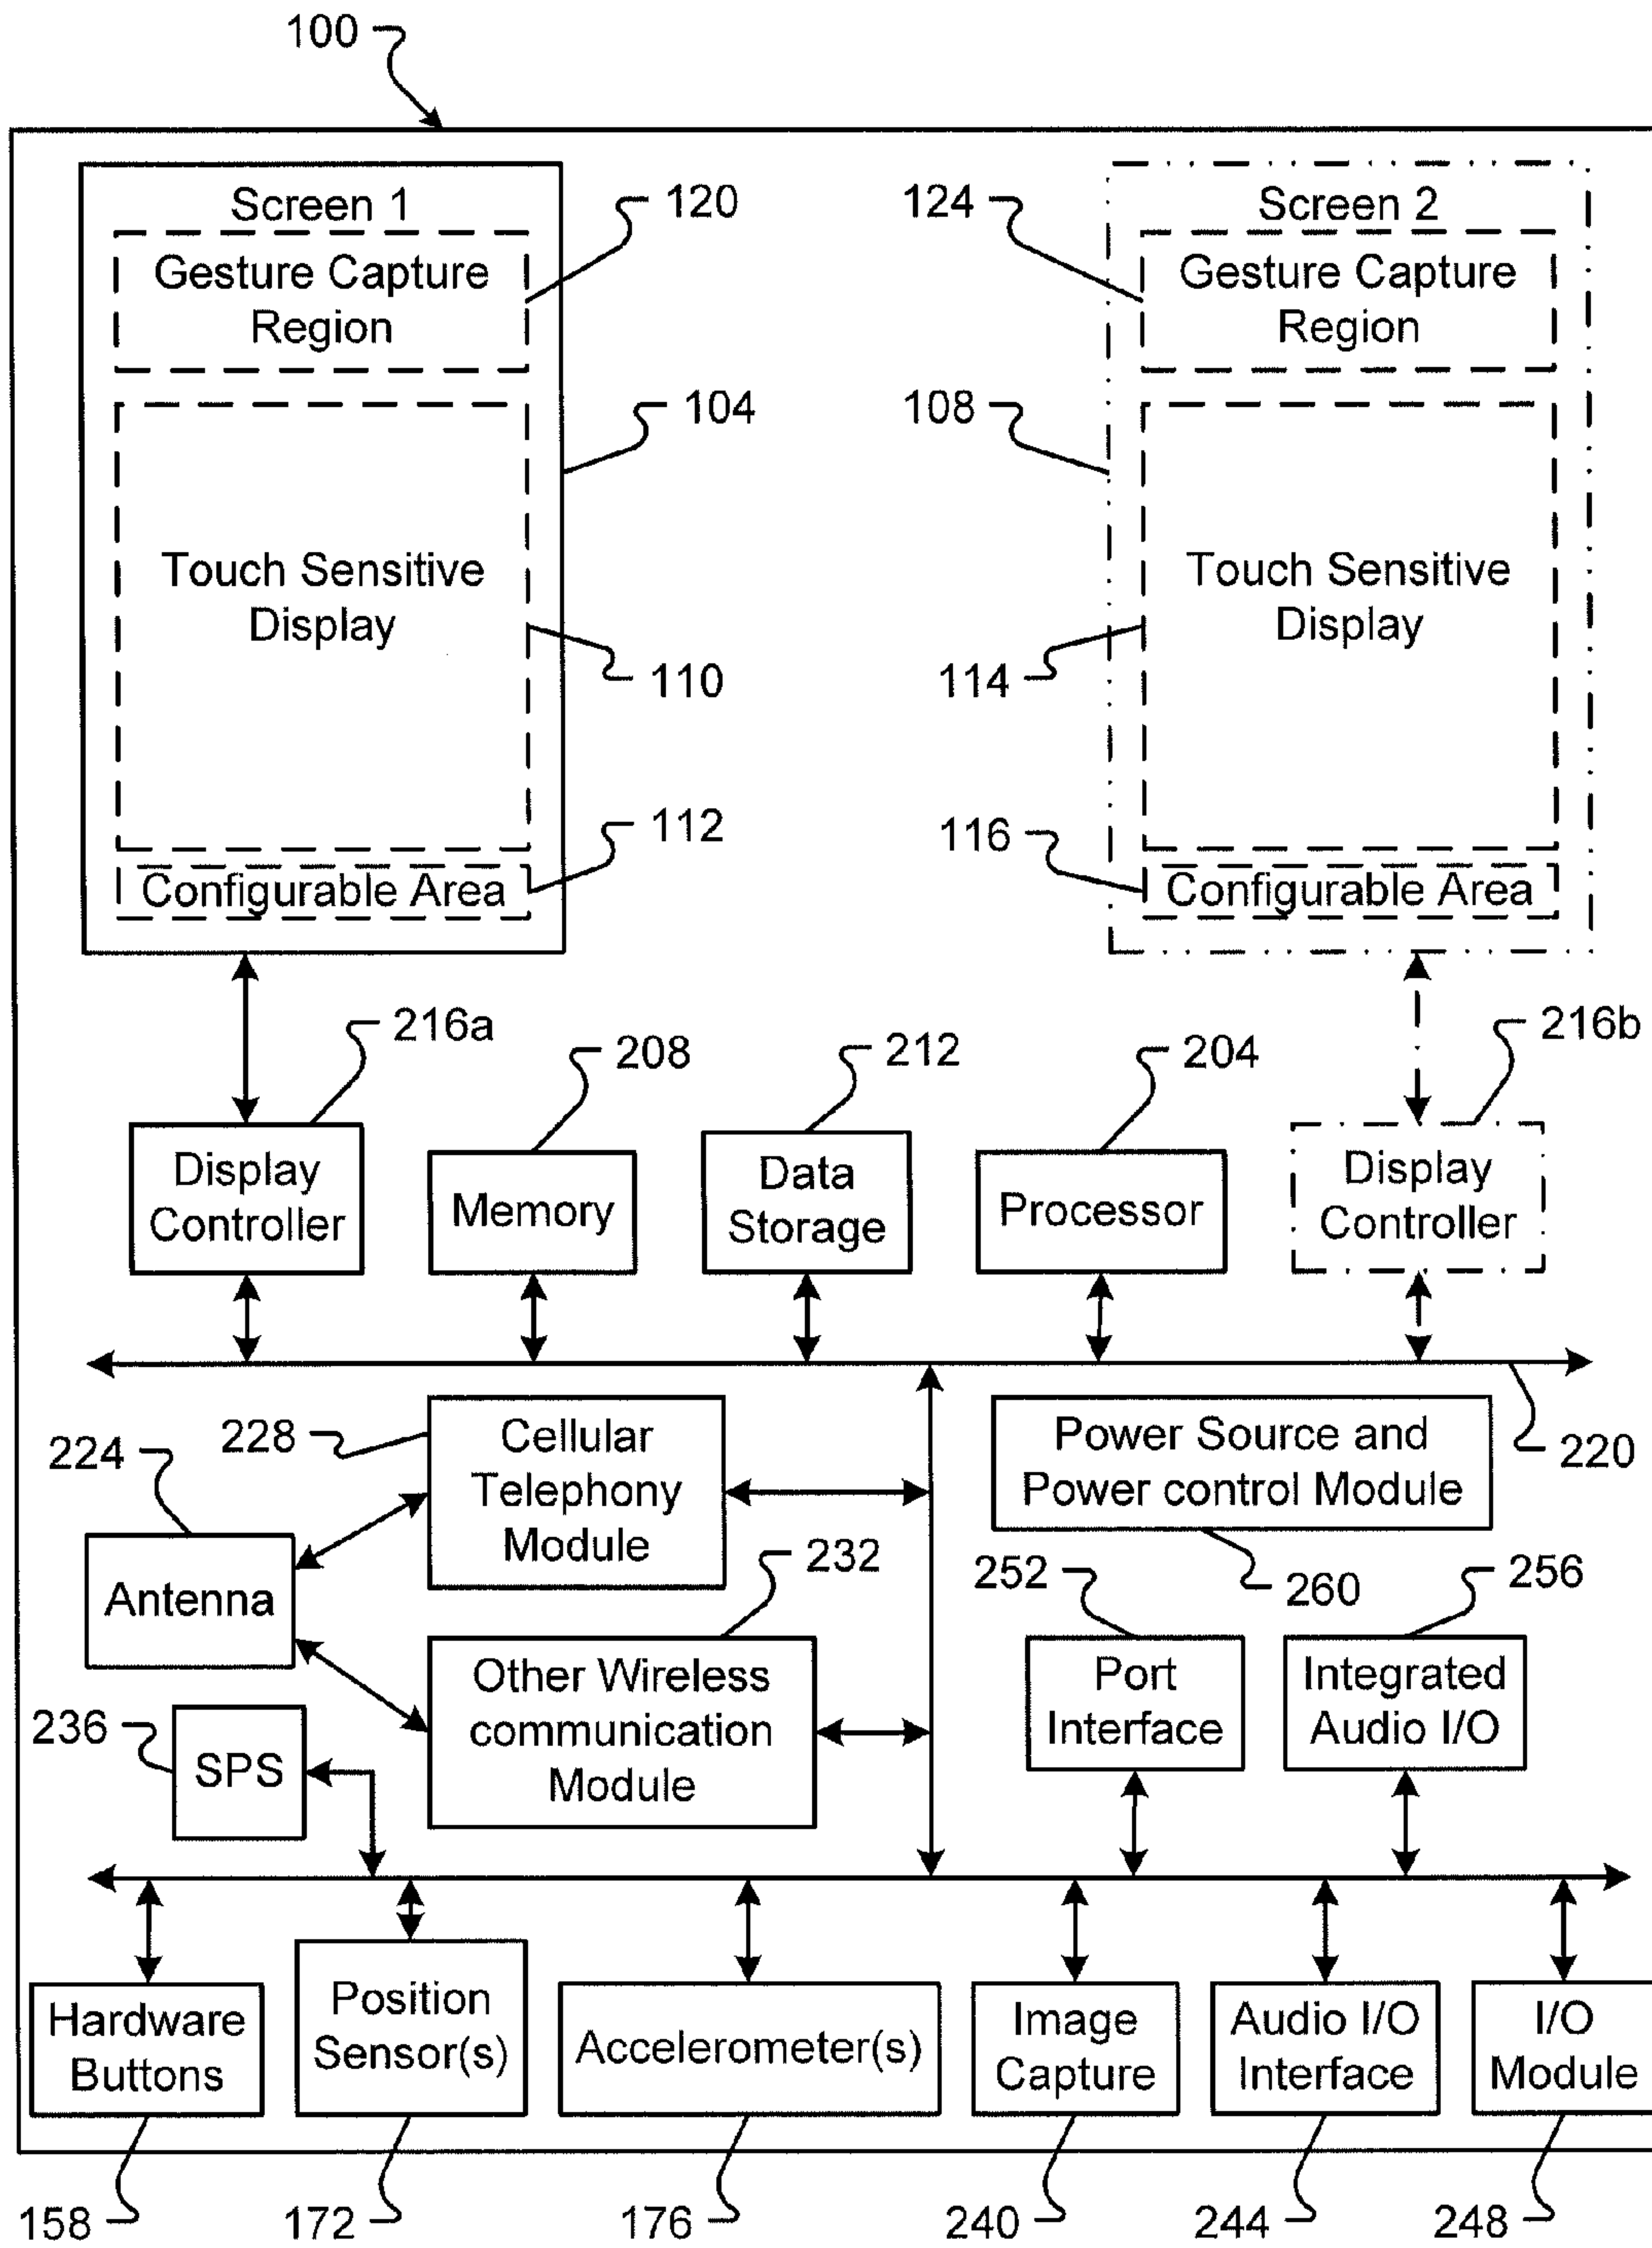 100
Screen 1
Gesture Capture
Region
120
Touch Sensitive
Display
104
110
112
Configurable Area
Screen 2
124
Gesture Capture
Region
108
Touch Sensitive
Display
114
116
Configurable Area
216a
208
212
204
216b
Display
Controller
Memory
Data
Storage
Processor
Display
Controller
228
Cellular
Telephony
Module
Power Source and
Power control Module
220
224
Antenna
232
252
260
256
Other Wireless
communication
Module
Port
Interface
Integrated
Audio I/O
236
SPS
Hardware
Buttons
Position
Sensor(s)
Accelerometer(s)
Image
Capture
Audio I/O
Interface
I/O
Module
158
172
176
240
244
248